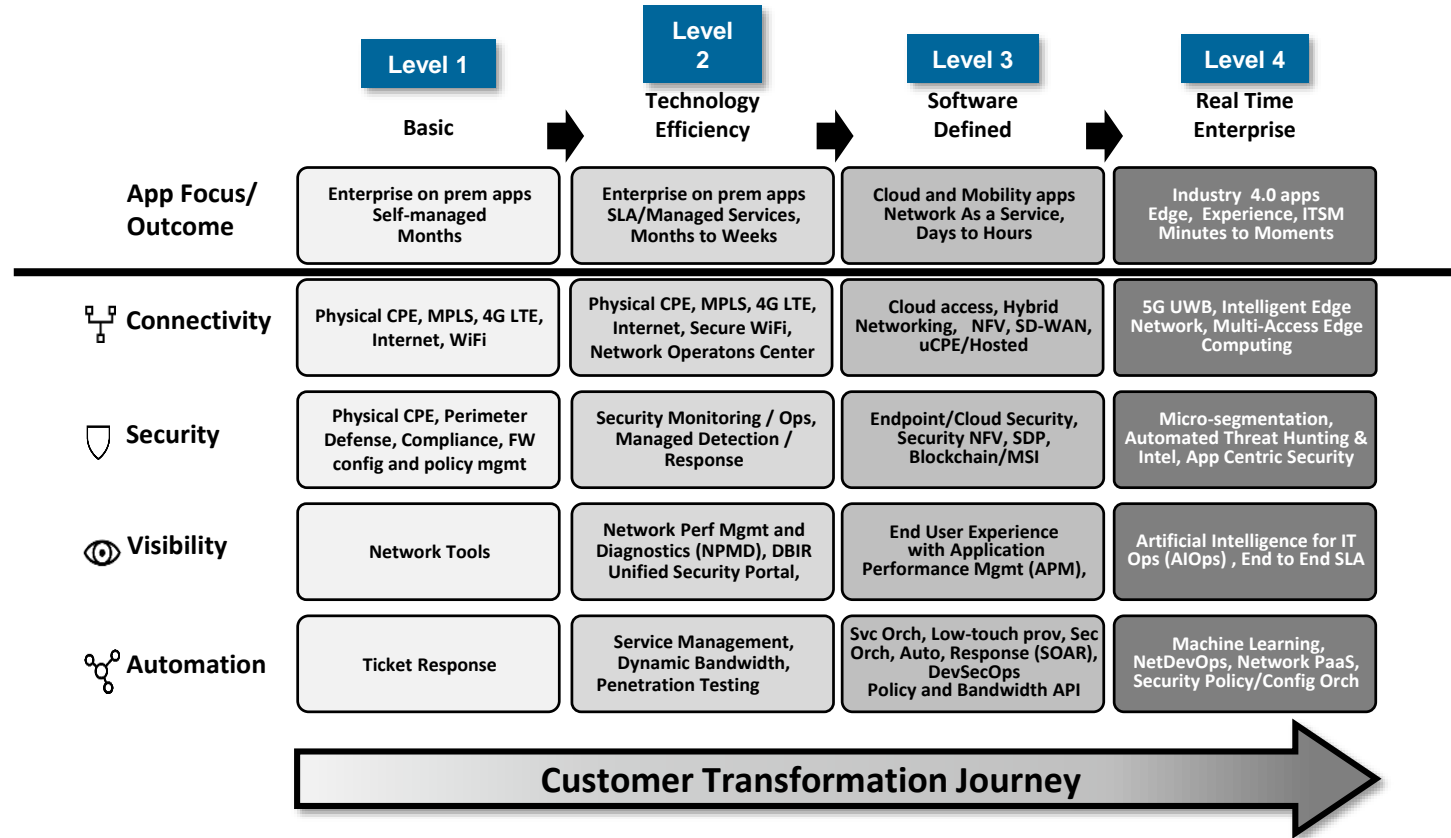 Level 1
Level
2
Level 3
Level 4
Basic
Technology
Efficiency
Software
Defined
Real Time
Enterprise
App Focus/
Outcome
Enterprise on prem apps
Self-managed
Months
Enterprise on prem apps
SLA/Managed Services,
Months to Weeks
Cloud and Mobility apps
Network As a Service,
Days to Hours
Industry 4.0 apps
Edge, Experience, ITSM
Minutes to Moments
Connectivity
Physical CPE, MPLS, 4G LTE,
Internet, WiFi
Physical CPE, MPLS, 4G LTE,
Internet, Secure WiFi,
Network Operatons Center
Cloud access, Hybrid
Networking, NFV, SD-WAN,
uCPE/Hosted
5G UWB, Intelligent Edge
Network, Multi-Access Edge
Computing
Security
Physical CPE, Perimeter
Defense, Compliance, FW
config and policy mgmt
Security Monitoring / Ops,
Managed Detection /
Response
Endpoint/Cloud Security,
Security NFV, SDP,
Blockchain/MSI
Micro-segmentation,
Automated Threat Hunting &
Intel, App Centric Security
Visibility
Network Tools
Network Perf Mgmt and
Diagnostics (NPMD), DBIR
Unified Security Portal,
End User Experience
with Application
Performance Mgmt (APM),
Artificial Intelligence for IT
Ops (AIOps) , End to End SLA
Automation
Ticket Response
Service Management,
Dynamic Bandwidth,
Penetration Testing
Svc Orch, Low-touch prov, Sec
Orch, Auto, Response (SOAR),
DevSecOps
Policy and Bandwidth API
Machine Learning,
NetDevOps, Network PaaS,
Security Policy/Config Orch
Customer Transformation Journey